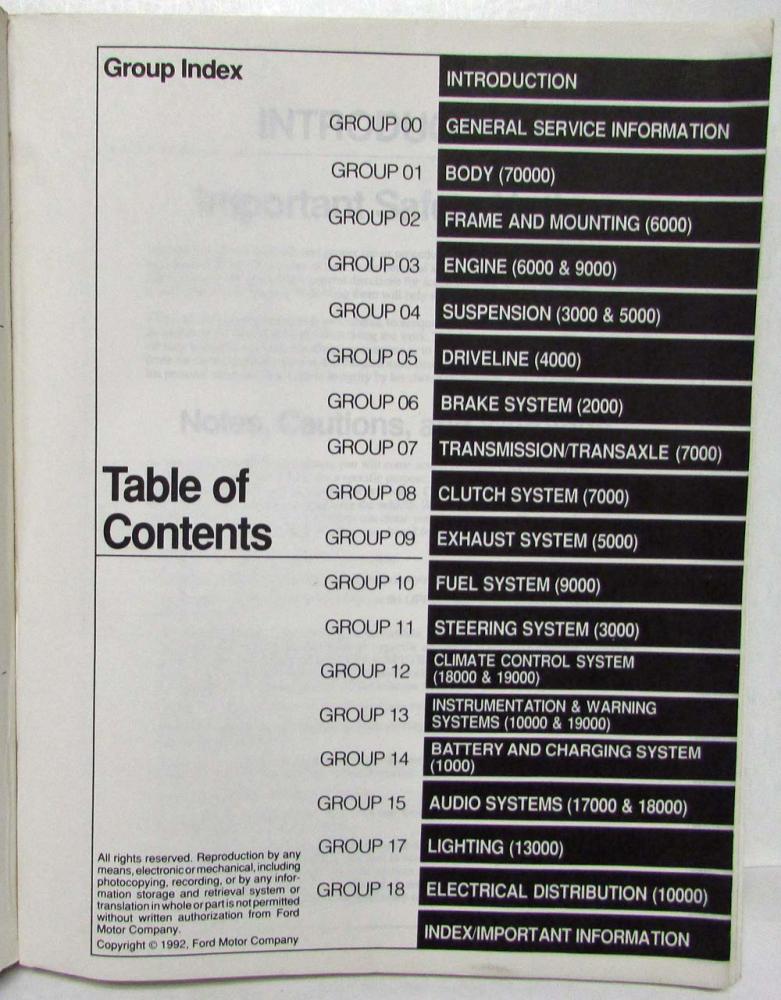 Group Index
INTRODUCTION
GROUP 00 GENERAL SERVICE INFORMATION
GROUP 01 BODY (70000)
GROUP 02 FRAME AND MOUNTING (6000)
GROUP 03 ENGINE (6000 & 9000)
GROUP 04 SUSPENSION (3000 & 5000)
GROUP 05 DRIVELINE (4000)
GROUP 06 BRAKE SYSTEM (2000)
GROUP 07 TRANSMISSION/TRANSAXLE (7000)
Table of
Contents
GROUP 08 CLUTCH SYSTEM (7000)
GROUP 09 EXHAUST SYSTEM (5000)
GROUP 10 FUEL SYSTEM (9000)
GROUP 11 STEERING SYSTEM (3000)
GROUP 12 CLIMATE CONTROL SYSTEM
(18000 & 19000)
GROUP 13 INSTRUMENTATION & WARNING
SYSTEMS (10000 & 19000)
GROUP 14 BATTERY AND CHARGING SYSTEM
(1000)
GROUP 15 AUDIO SYSTEMS (17000 & 18000)
GROUP 17 LIGHTING (13000)
GROUP 18 ELECTRICAL DISTRIBUTION (10000)
INDEX/IMPORTANT INFORMATION
All rights reserved. Reproduction by any
means, electronic or mechanical, including
photocopying, recording, or by any infor-
mation storage and retrieval system or
translation in whole or part is not permitted
without written authorization from Ford
Motor Company.
Copyright © 1992, Ford Motor Company